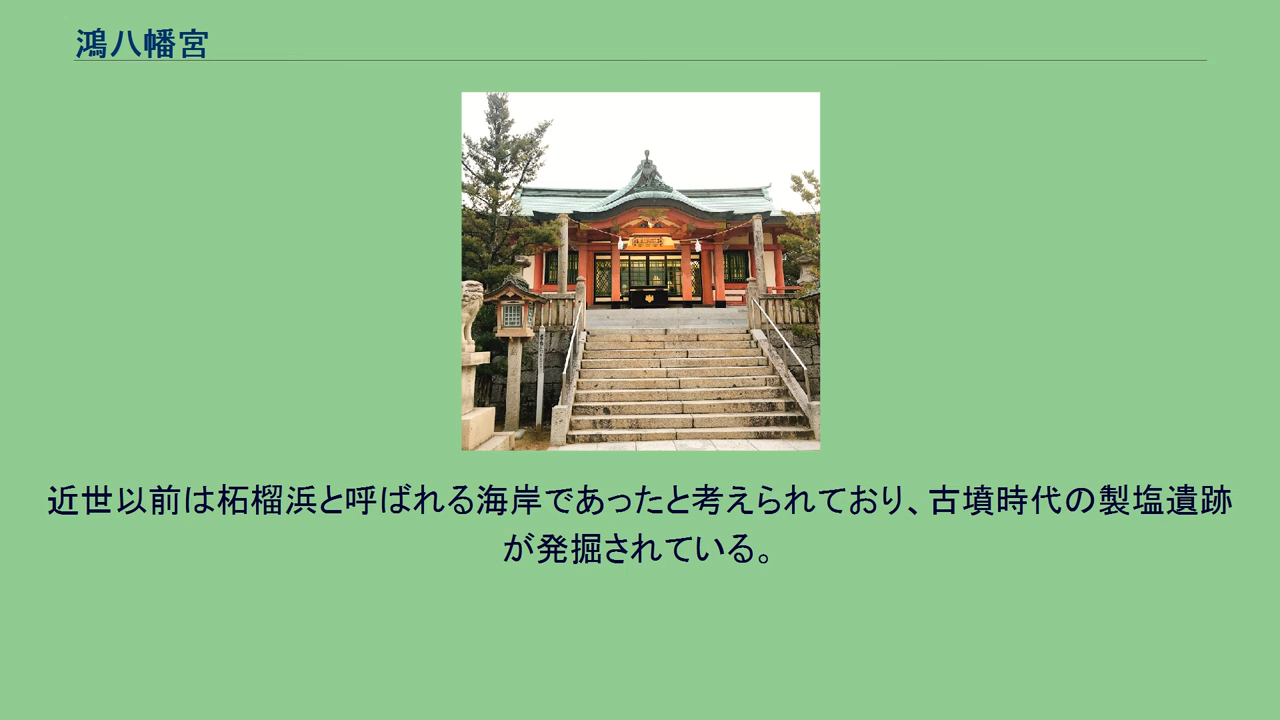 鴻八幡宮
近世以前は柘榴浜と呼ばれる海岸であったと考えられており、古墳時代の製塩遺跡
が発掘されている。